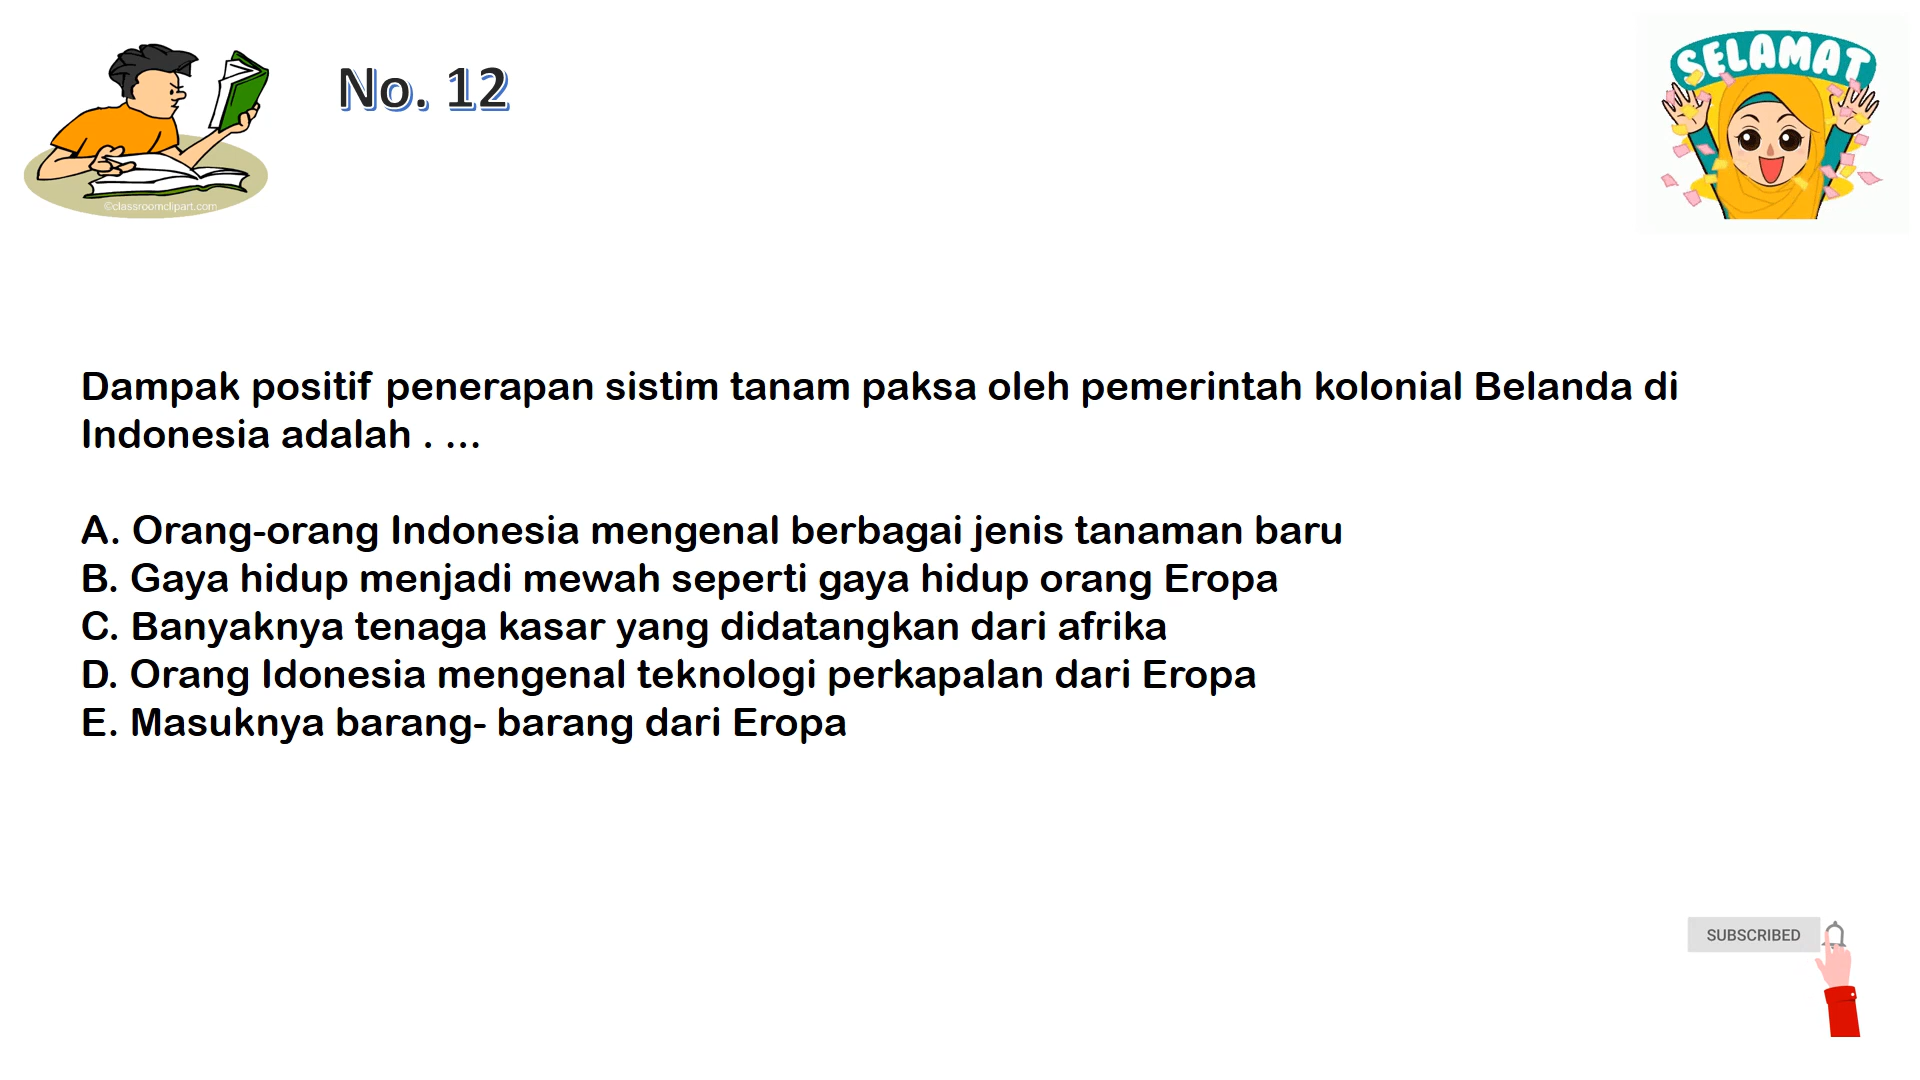 No. 12
SELAMAT
©classroomclipart.com
Dampak positif penerapan sistim tanam paksa oleh pemerintah kolonial Belanda di
Indonesia adalah . ...
A. Orang-orang Indonesia mengenal berbagai jenis tanaman baru
B. Gaya hidup menjadi mewah seperti gaya hidup orang Eropa
C. Banyaknya tenaga kasar yang didatangkan dari afrika
D. Orang Idonesia mengenal teknologi perkapalan dari Eropa
E. Masuknya barang- barang dari Eropa
SUBSCRIBED